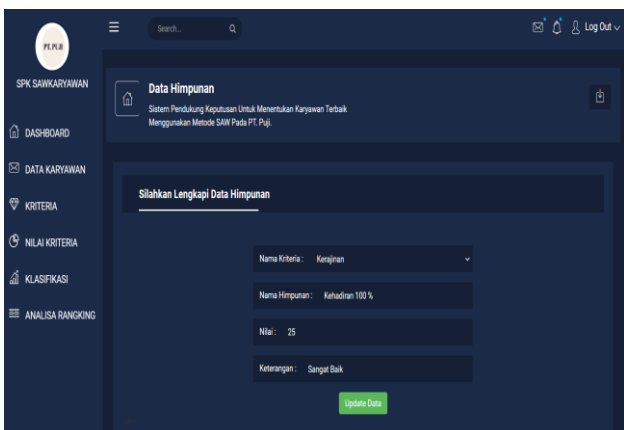 PT. PUJI
Search...
Log Out
SPK SAWKARYAWAN
Data Himpunan
Sistem Pendukung Keputusan Untuk Menentukan Karyawan Terbaik
Menggunakan Metode SAW Pada PT. Puji.
DASHBOARD
DATA KARYAWAN
KRITERIA
NILAI KRITERIA
KLASIFIKASI
ANALISA RANGKING
Silahkan Lengkapi Data Himpunan
Nama Kriteria : Kerajinan
Nama Himpunan : Kehadiran 100 %
Nilai : 25
Keterangan : Sangat Baik
Update Data